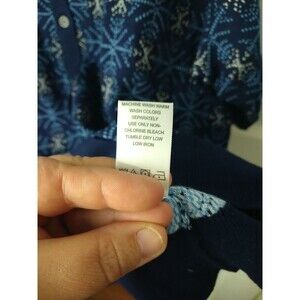 MACHINE WASH WARM
WASH COLORS
SEPARATELY
USE ONLY NON-
CHLORINE BLEACH
TUMBLE DRY LOW
LOW IRON